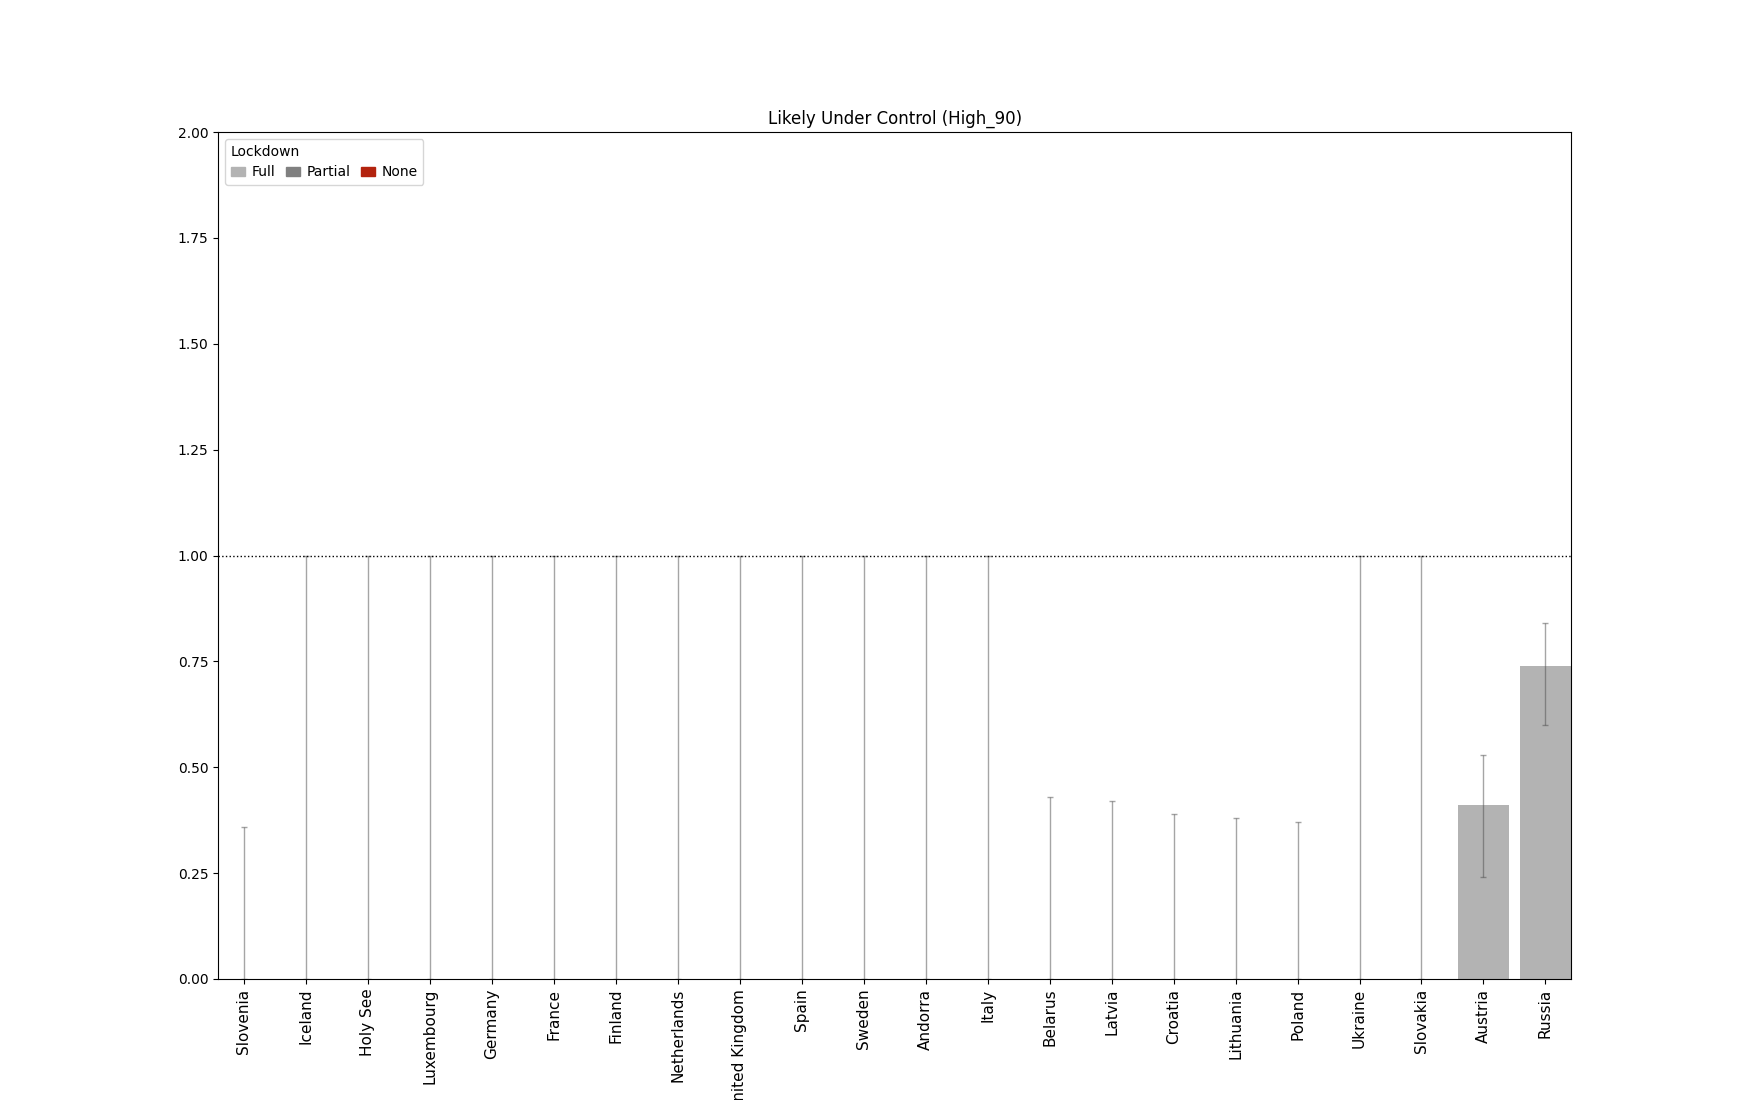 Likely Under Control (High_90)
Lockdown
Full Partial None
2.00
1.75
1.50
1.25
1.00
0.75
0.50
0.25
0.00
Slovenia
Iceland
Holy See
Luxembourg
Germany
France
Finland
Netherlands
nited Kingdom
Spain
Sweden
Andorra
Italy
Belarus
Latvia
Croatia
Lithuania
Poland
Ukraine
Slovakia
Austria
Russia